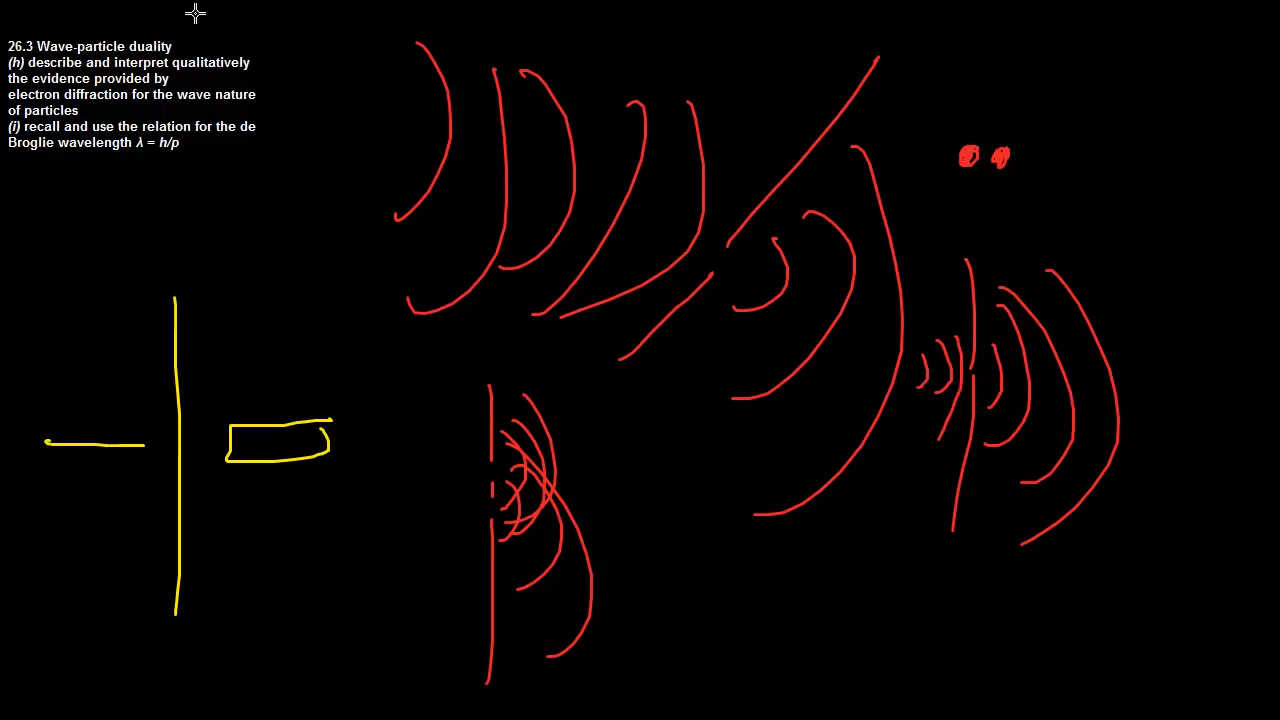 26.3 Wave-particle duality
(h) describe and interpret qualitatively
the evidence provided by
electron diffraction for the wave nature
of particles
(i) recall and use the relation for the de
Broglie wavelength λ = h/p